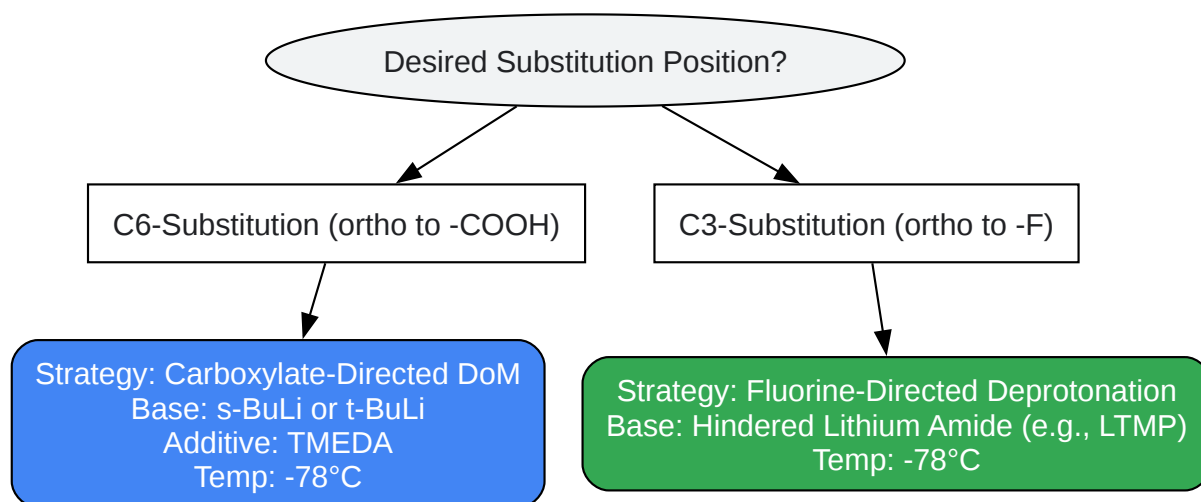 Desired Substitution Position?
C6-Substitution (ortho to -COOH)
C3-Substitution (ortho to -F)
Strategy: Carboxylate-Directed DoM
Base: s-BuLi or t-BuLi
Additive: TMEDA
Temp: -78°C
Strategy: Fluorine-Directed Deprotonation
Base: Hindered Lithium Amide (e.g., LTMP)
Temp: -78°C